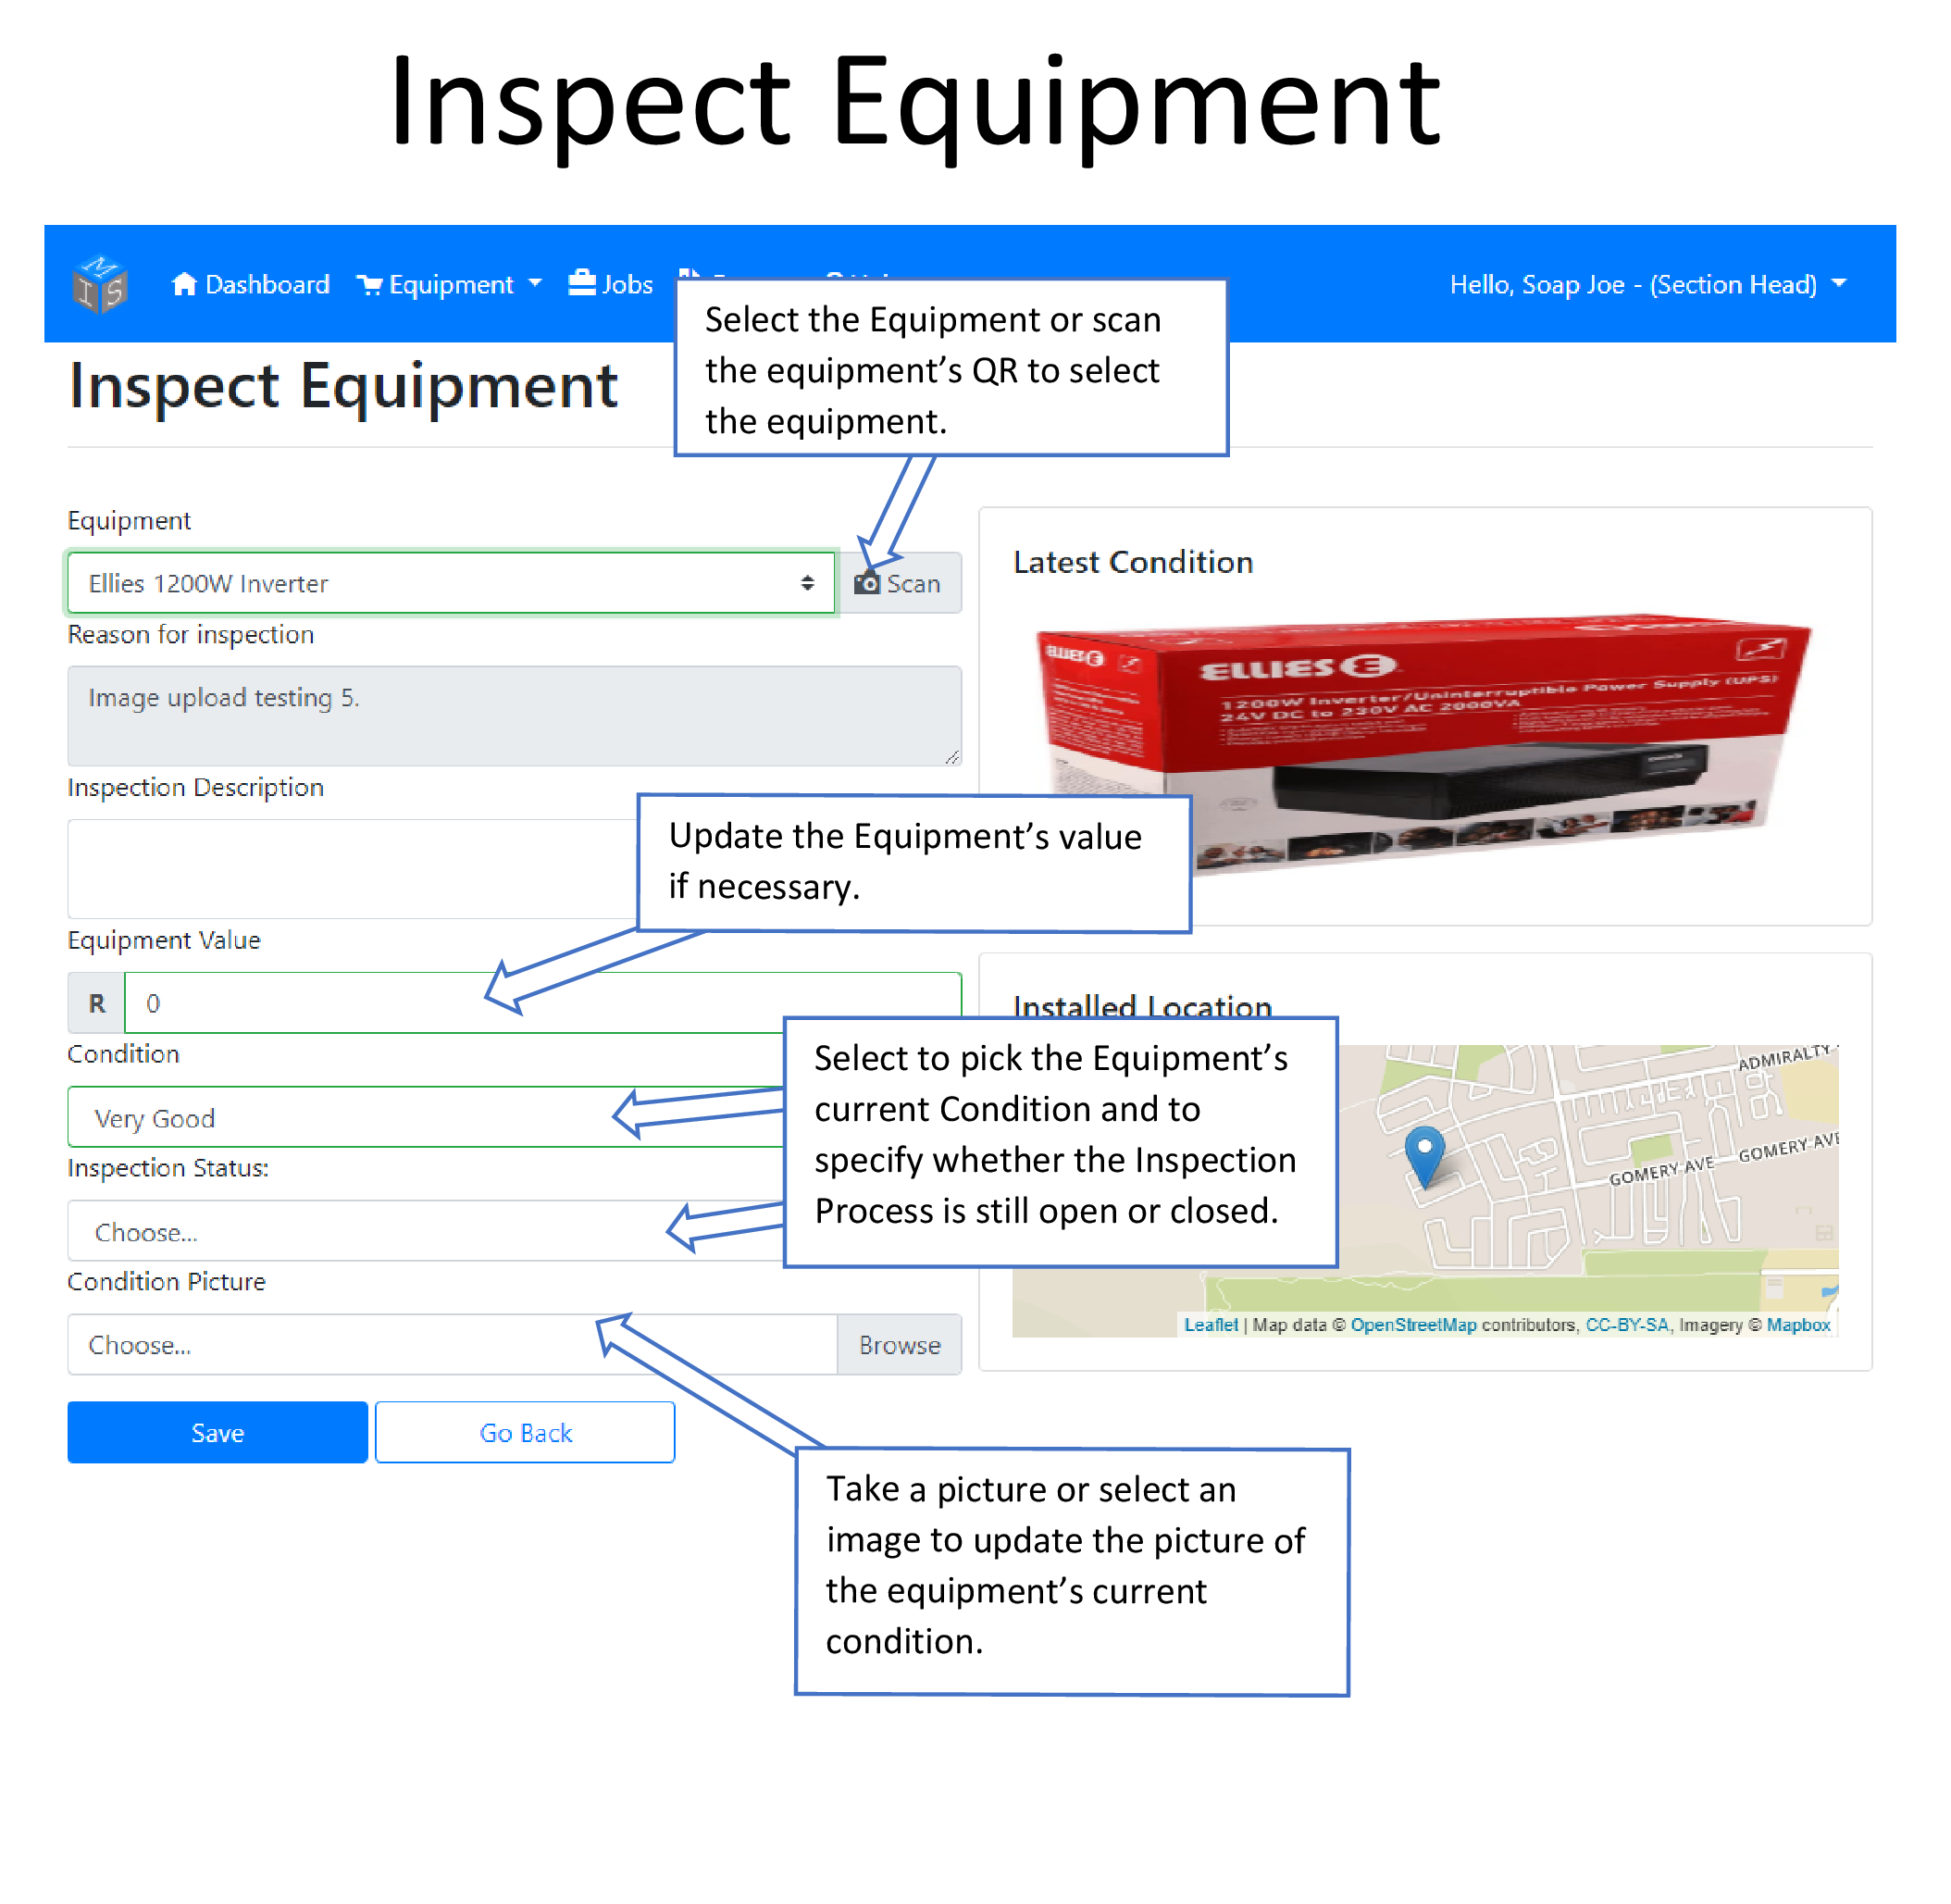 Inspect Equipment
MIS
Dashboard Equipment Jobs
Hello, Soap Joe - (Section Head)
Select the Equipment or scan
the equipment's QR to select
the equipment.
Inspect Equipment
Equipment
Ellies 1200W Inverter
Scan
Reason for inspection
Image upload testing 5.
Inspection Description
Update the Equipment's value
if necessary.
Equipment Value
R 0
Condition
Very Good
Select to pick the Equipment's
current Condition and to
specify whether the Inspection
Process is still open or closed.
Inspection Status:
Choose...
Condition Picture
Choose...
Browse
Save
Go Back
Take a picture or select an
image to update the picture of
the equipment's current
condition.
Latest Condition
ELLIES
ELLIES
1200W Inverter/Uninterruptible Power Supply (UPS)
24V DC to 230V AC 2000VA
Installed Location
ADMIRALTY
GOMERY AVE
GOMERY AVE
Leaflet | Map data © OpenStreetMap contributors, CC-BY-SA, Imagery © Mapbox